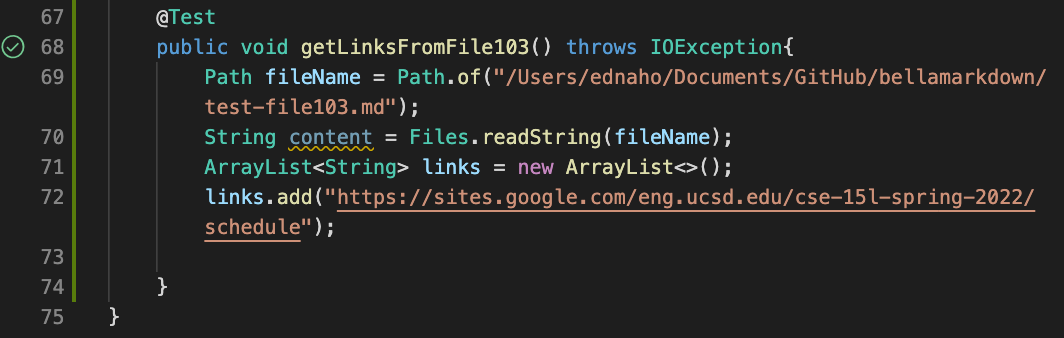 67 @Test
68 public void getLinksFromFile103() throws IOException{
69 Path fileName = Path.of("/Users/ednaho/Documents/GitHub/bellamarkdown/
test-file103.md");
70 String content = Files.readString(fileName);
71 ArrayList<String> links = new ArrayList<>();
72 links.add("https://sites.google.com/eng.ucsd.edu/cse-15l-spring-2022/
schedule");
73
74 }
75 }